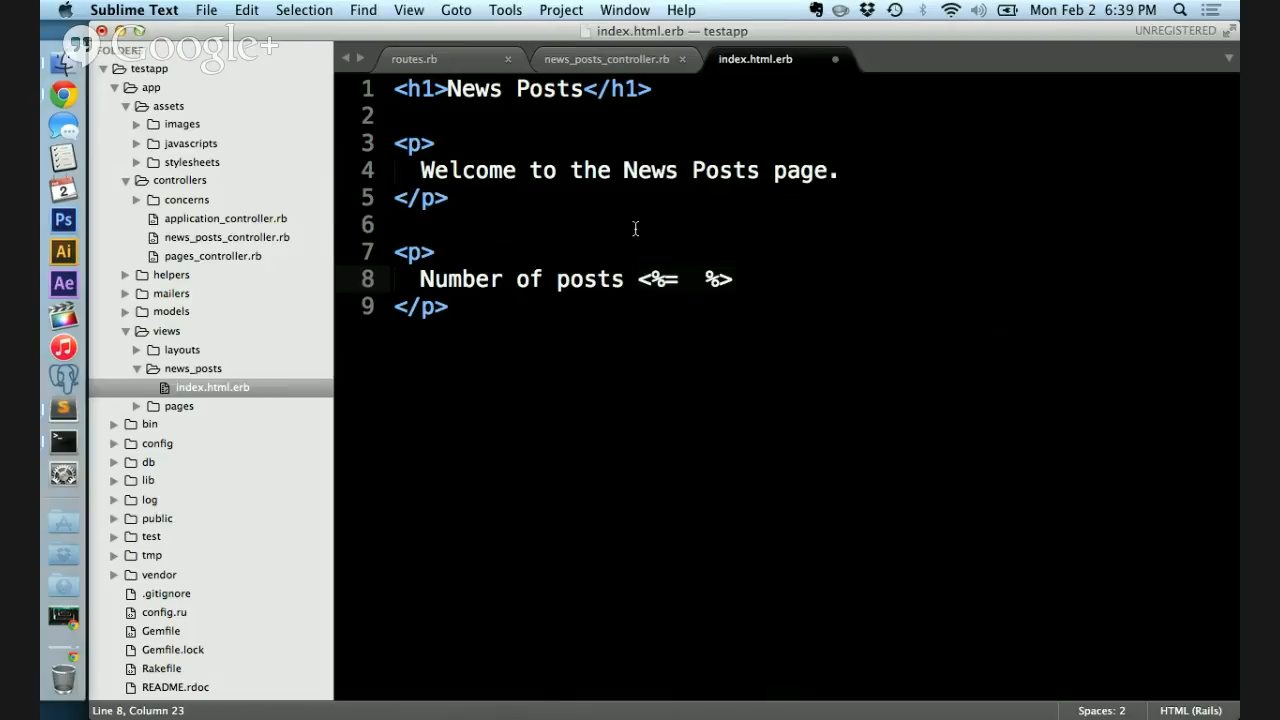 Sublime Text File Edit Selection Find View Goto Tools Project Window Help Mon Feb 2 6:39 PM
index.html.erb — testapp UNREGISTERED
Google+
FOLDERS
testapp
app
assets
images
javascripts
stylesheets
controllers
concerns
application_controller.rb
news_posts_controller.rb
pages_controller.rb
helpers
mailers
models
views
layouts
news_posts
index.html.erb
pages
bin
config
db
lib
log
public
test
tmp
vendor
.gitignore
config.ru
Gemfile
Gemfile.lock
Rakefile
README.rdoc
routes.rb news_posts_controller.rb index.html.erb
1 <h1>News Posts</h1>
2
3 <p>
4 Welcome to the News Posts page.
5 </p>
6
7 <p>
8 Number of posts <%=  %>
9 </p>
2
Ps
Ai
Ae
S
Line 8, Column 23 Spaces: 2 HTML (Rails)